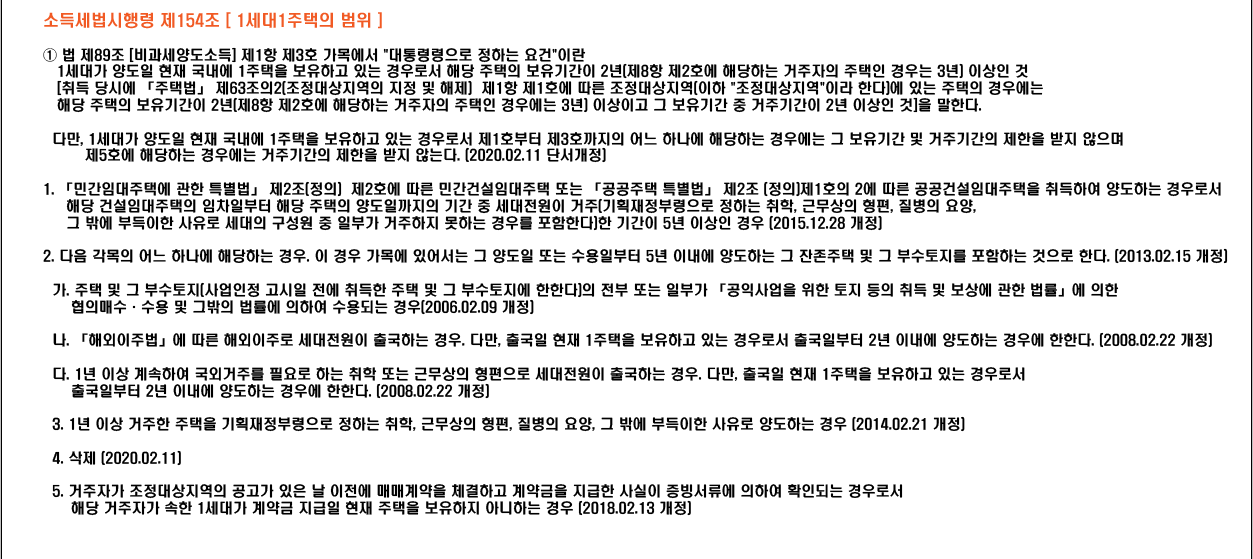 소득세법시행령 제154조 [ 1세대1주택의 범위 ]
① 법 제89조 [비과세양도소득] 제1항 제3호 가목에서 "대통령령으로 정하는 요건"이란
1세대가 양도일 현재 국내에 1주택을 보유하고 있는 경우로서 해당 주택의 보유기간이 2년(제8항 제2호에 해당하는 거주자의 주택인 경우는 3년) 이상인 것
[취득 당시에 「주택법」 제63조의2(조정대상지역의 지정 및 해제) 제1항 제1호에 따른 조정대상지역(이하 "조정대상지역"이라 한다)에 있는 주택의 경우에는
해당 주택의 보유기간이 2년(제8항 제2호에 해당하는 거주자의 주택인 경우에는 3년) 이상이고 그 보유기간 중 거주기간이 2년 이상인 것]을 말한다.
다만, 1세대가 양도일 현재 국내에 1주택을 보유하고 있는 경우로서 제1호부터 제3호까지의 어느 하나에 해당하는 경우에는 그 보유기간 및 거주기간의 제한을 받지 않으며
제5호에 해당하는 경우에는 거주기간의 제한을 받지 않는다. (2020.02.11 단서개정)
1. 「민간임대주택에 관한 특별법」 제2조(정의) 제2호에 따른 민간건설임대주택 또는 「공공주택 특별법」 제2조 (정의)제1호의 2에 따른 공공건설임대주택을 취득하여 양도하는 경우로서
해당 건설임대주택의 임차일부터 해당 주택의 양도일까지의 기간 중 세대전원이 거주(기획재정부령으로 정하는 취학, 근무상의 형편, 질병의 요양,
그 밖에 부득이한 사유로 세대의 구성원 중 일부가 거주하지 못하는 경우를 포함한다)한 기간이 5년 이상인 경우 (2015.12.28 개정)
2. 다음 각목의 어느 하나에 해당하는 경우. 이 경우 가목에 있어서는 그 양도일 또는 수용일부터 5년 이내에 양도하는 그 잔존주택 및 그 부수토지를 포함하는 것으로 한다. (2013.02.15 개정)
가. 주택 및 그 부수토지(사업인정 고시일 전에 취득한 주택 및 그 부수토지에 한한다)의 전부 또는 일부가 「공익사업을 위한 토지 등의 취득 및 보상에 관한 법률」에 의한
협의매수 · 수용 및 그밖의 법률에 의하여 수용되는 경우(2006.02.09 개정)
나. 「해외이주법」에 따른 해외이주로 세대전원이 출국하는 경우. 다만, 출국일 현재 1주택을 보유하고 있는 경우로서 출국일부터 2년 이내에 양도하는 경우에 한한다. (2008.02.22 개정)
다. 1년 이상 계속하여 국외거주를 필요로 하는 취학 또는 근무상의 형편으로 세대전원이 출국하는 경우. 다만, 출국일 현재 1주택을 보유하고 있는 경우로서
출국일부터 2년 이내에 양도하는 경우에 한한다. (2008.02.22 개정)
3. 1년 이상 거주한 주택을 기획재정부령으로 정하는 취학, 근무상의 형편, 질병의 요양, 그 밖에 부득이한 사유로 양도하는 경우 (2014.02.21 개정)
4. 삭제 (2020.02.11)
5. 거주자가 조정대상지역의 공고가 있은 날 이전에 매매계약을 체결하고 계약금을 지급한 사실이 증빙서류에 의하여 확인되는 경우로서
해당 거주자가 속한 1세대가 계약금 지급일 현재 주택을 보유하지 아니하는 경우 (2018.02.13 개정)